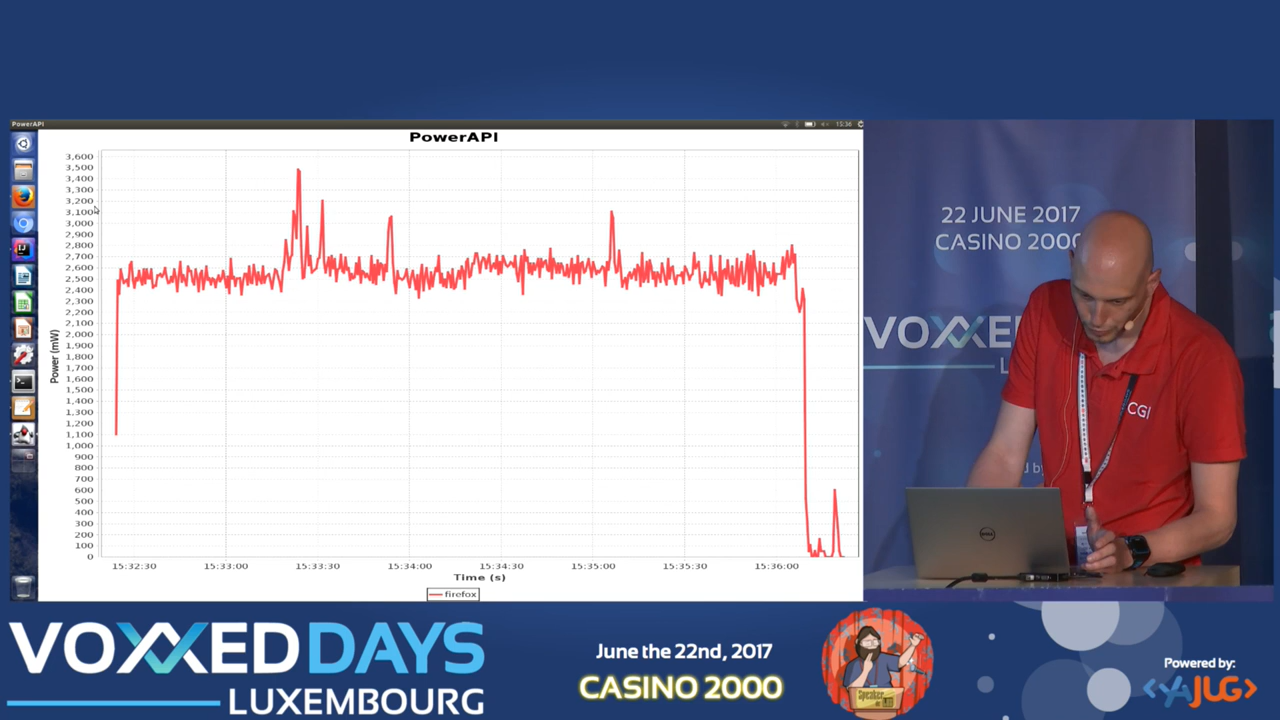 PowerAPI
15:36
PowerAPI
3,600
3,500
3,400
3,300
3,200
3,100
3,000
2,900
2,800
2,700
2,600
2,500
2,400
2,300
2,200
2,100
2,000
1,900
1,800
1,700
1,600
1,500
1,400
1,300
1,200
1,100
1,000
900
800
700
600
500
400
300
200
100
0
Power (mW)
15:32:30 15:33:00 15:33:30 15:34:00 15:34:30 15:35:00 15:35:30 15:36:00
Time (s)
firefox
22 JUNE 2017
CASINO 2000
VOXXED
L
d by
CGI
DELL
VOXXED DAYS
LUXEMBOURG
June the 22nd, 2017
CASINO 2000
Speaker
Powered by:
YAJUG